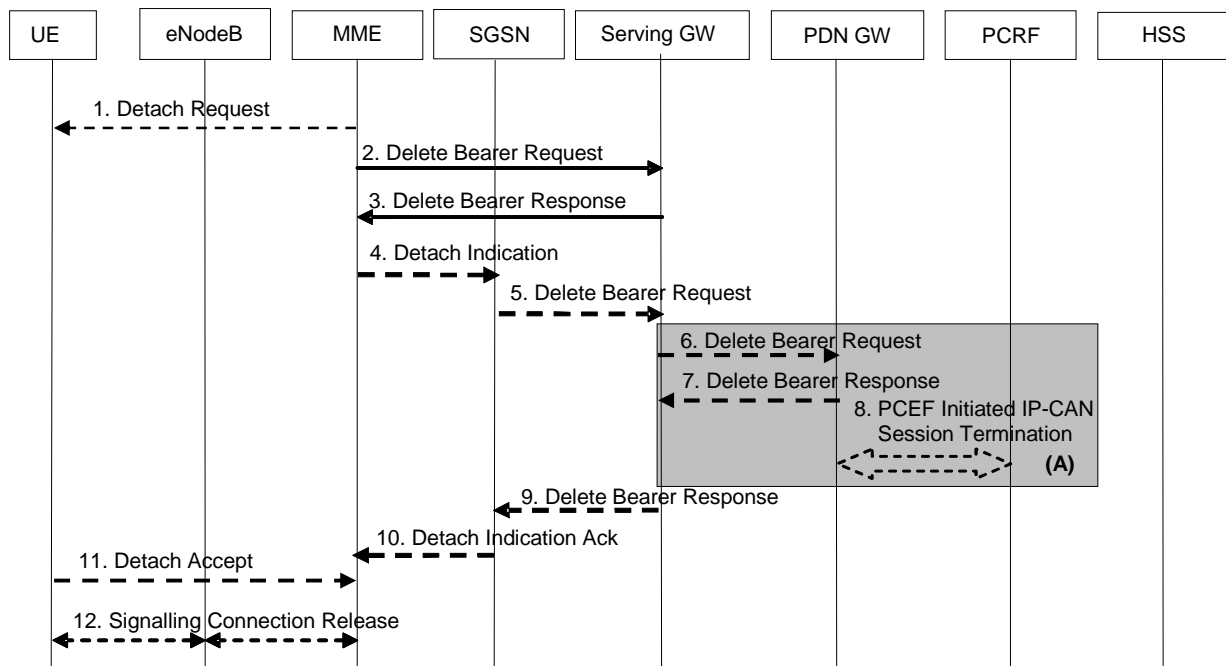 UE
eNodeB
MME
SGSN
Serving GW
PDN GW
PCRF
HSS
1. Detach Request
2. Delete Bearer Request
3. Delete Bearer Response
4. Detach Indication
5. Delete Bearer Request
6. Delete Bearer Request
7. Delete Bearer Response
8. PCEF Initiated IP-CAN
Session Termination
(A)
9. Delete Bearer Response
10. Detach Indication Ack
11. Detach Accept
12. Signalling Connection Release